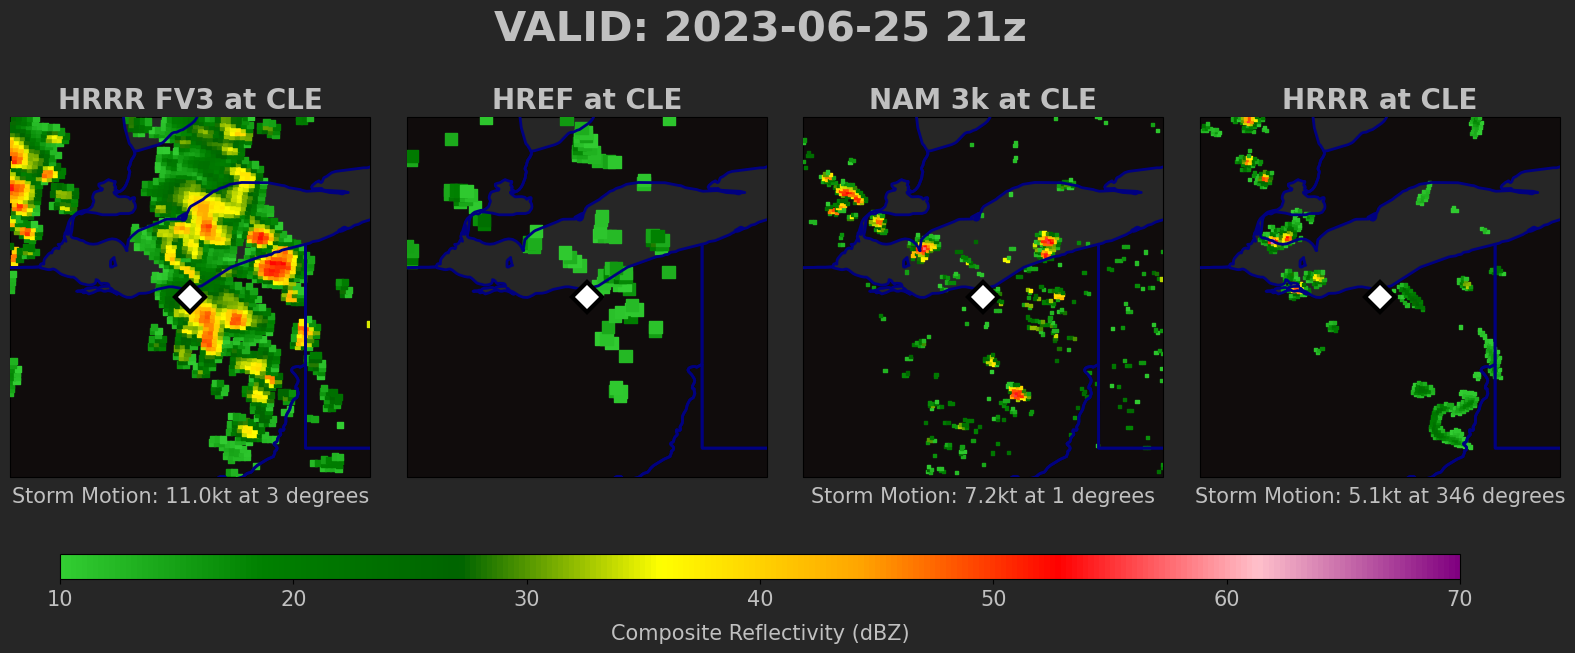 VALID: 2023-06-25 21z
HRRR FV3 at CLE
HREF at CLE
NAM 3k at CLE
HRRR at CLE
Storm Motion: 11.0kt at 3 degrees
Storm Motion: 7.2kt at 1 degrees
Storm Motion: 5.1kt at 346 degrees
10 20 30 40 50 60 70
Composite Reflectivity (dBZ)